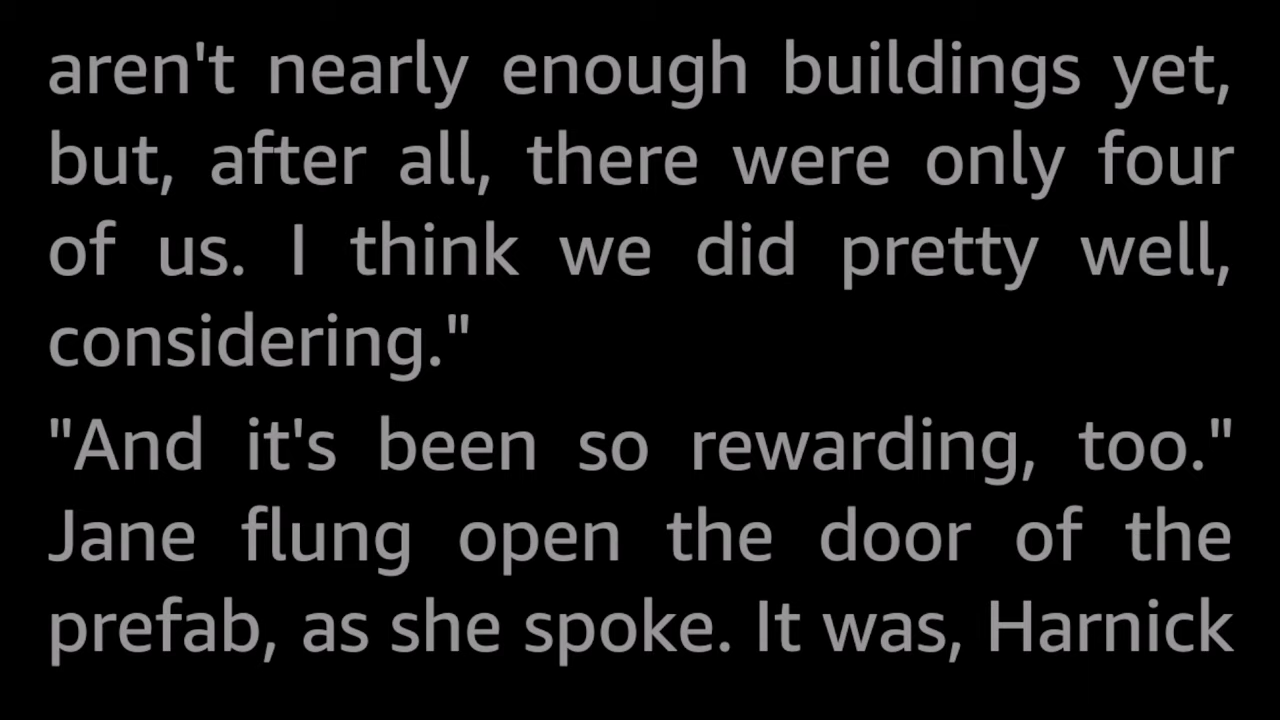 aren't nearly enough buildings yet,
but, after all, there were only four
of us. I think we did pretty well,
considering."
"And it's been so rewarding, too."
Jane flung open the door of the
prefab, as she spoke. It was, Harnick